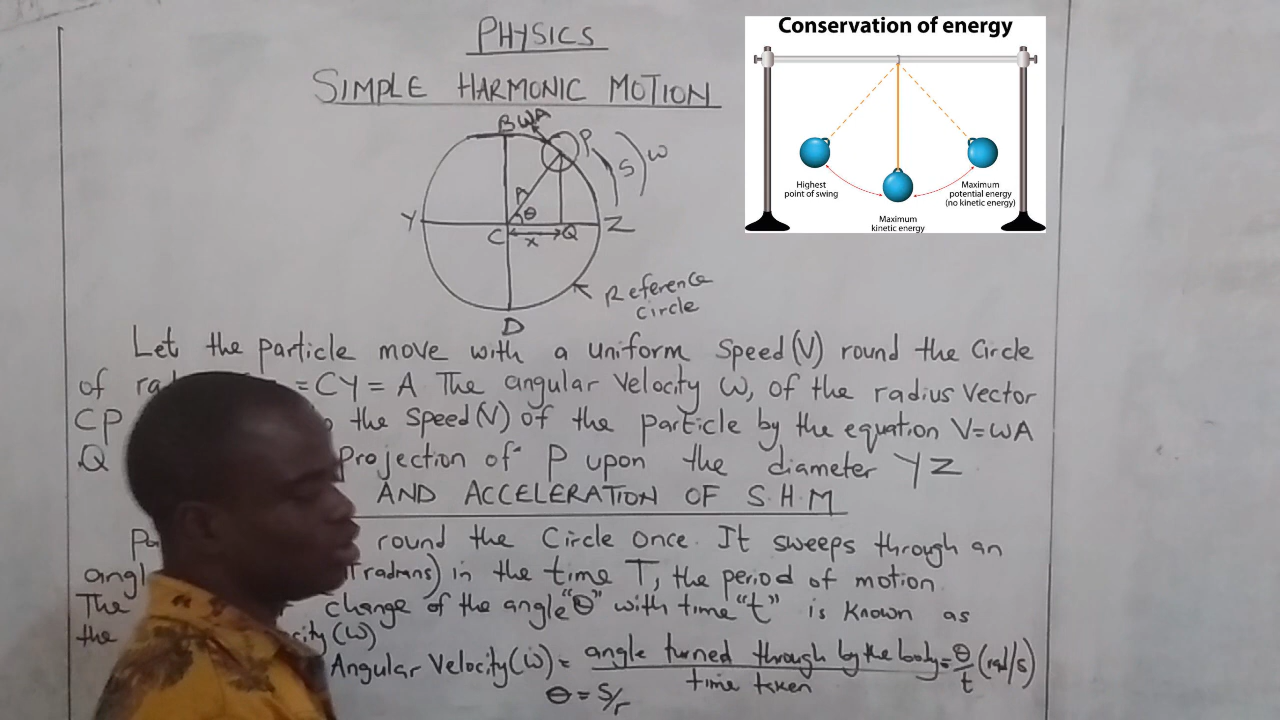 PHYSICS
SIMPLE HARMONIC MOTION
B WA
P
S
W
A
θ
Y
C
x
Q
Z
D
Reference
Circle
Conservation of energy
Highest
point of swing
Maximum
kinetic energy
Maximum
potential energy
(no kinetic energy)
Let the particle move with a uniform Speed (V) round the Circle
of = CY = A The angular Velocity W, of the radius Vector
CP the Speed (V) of the particle by the equation V=WA
Q Projection of P upon the diameter YZ
AND ACCELERATION OF S.H.M
round the Circle once. It sweeps through an
in the time T, the period of motion
The change of the angle "θ" with time "t" is known as
the (W)
Angular Velocity (W) = angle turned through by the body = θ (rad/s)
time taken t
θ = S/r